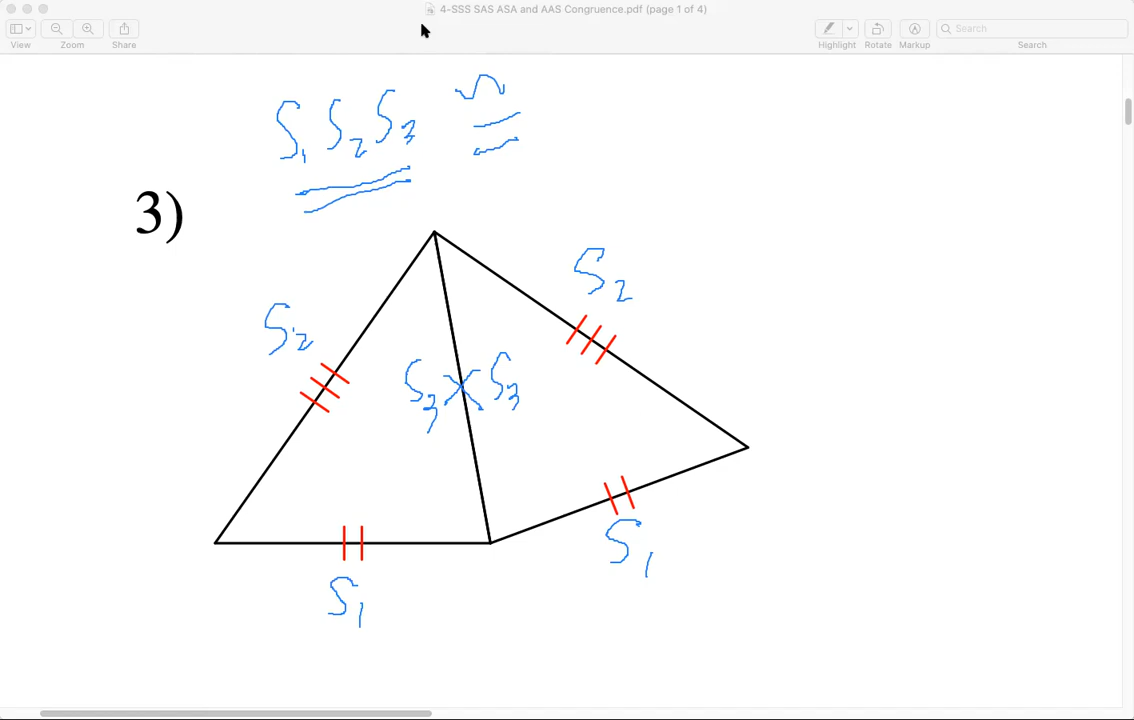 4-SSS SAS ASA and AAS Congruence.pdf (page 1 of 4)
View Zoom Share Highlight Rotate Markup Search
Search
S₁ S₂ S₃ ≅
3)
S₂
S₂
S₃ S₃
S₁
S₁